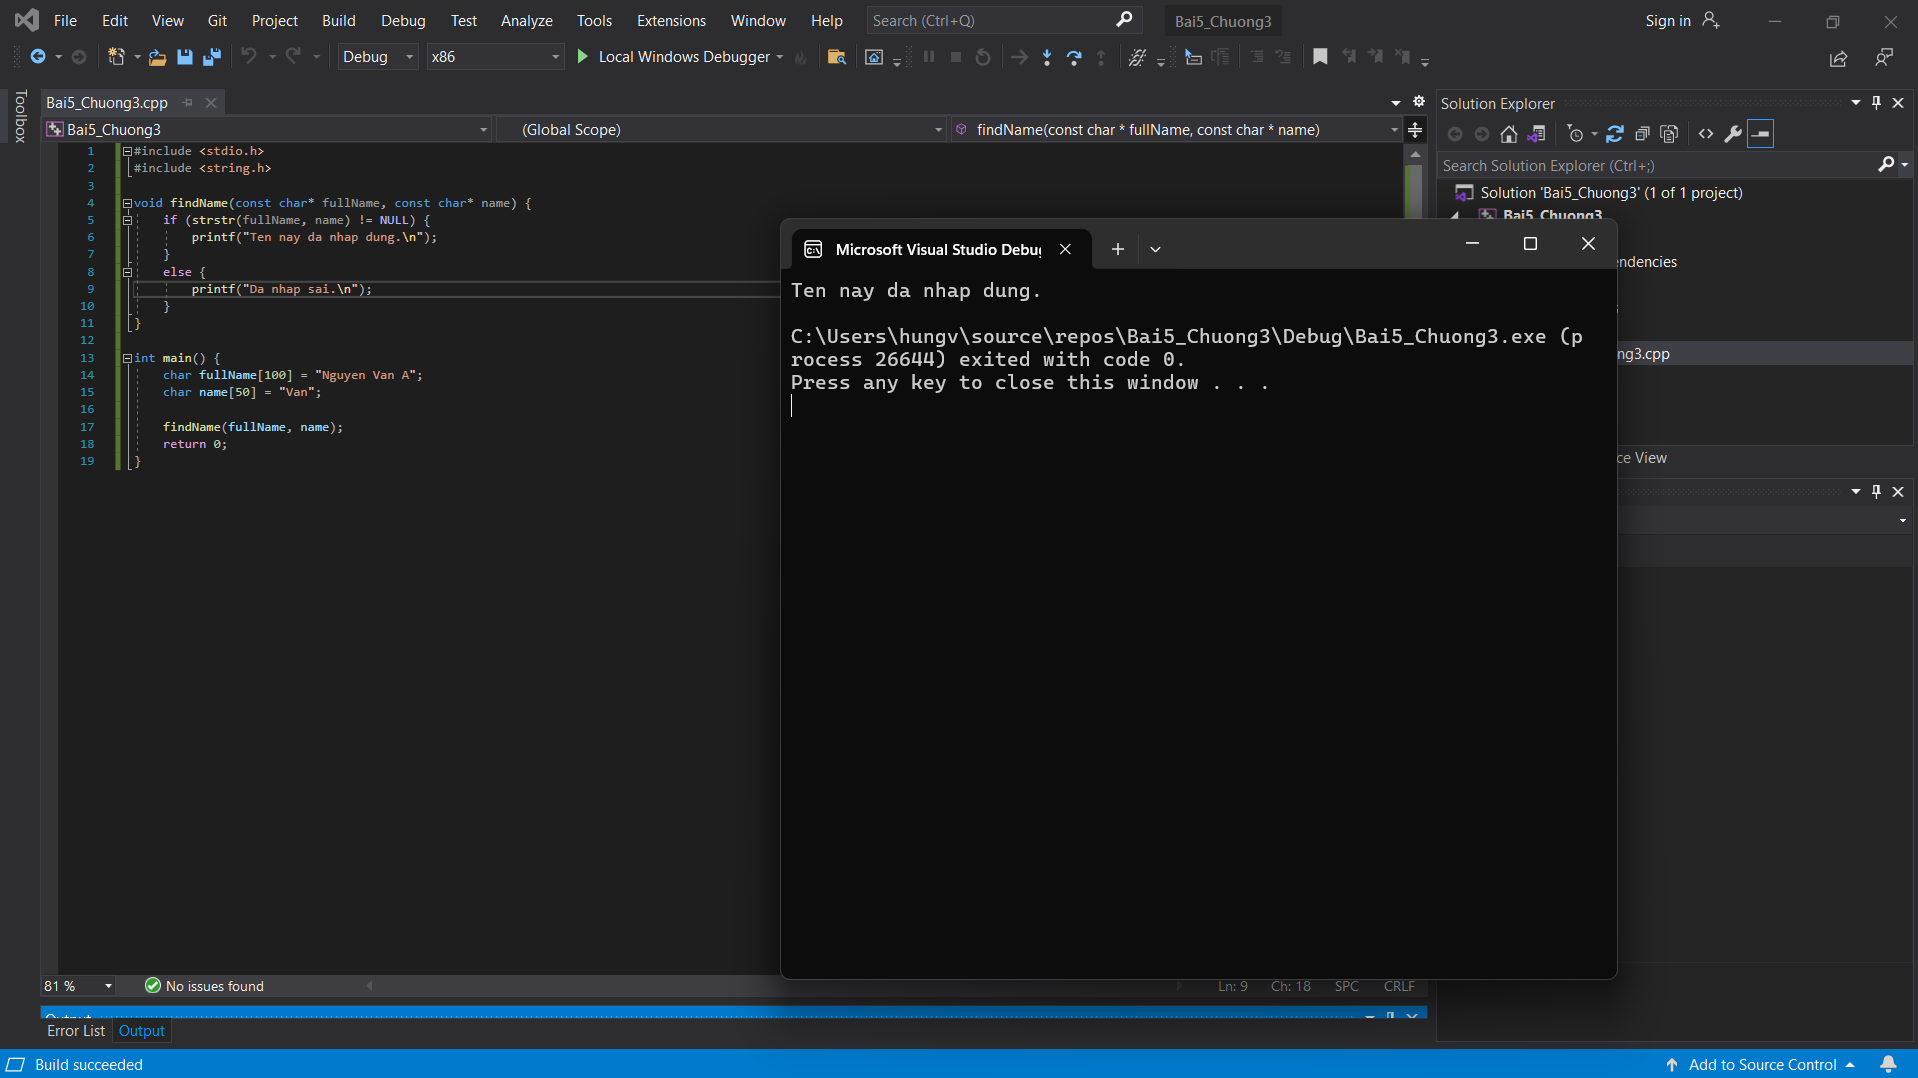 File Edit View Git Project Build Debug Test Analyze Tools Extensions Window Help Search (Ctrl+Q) Bai5_Chuong3 Sign in
Debug x86 Local Windows Debugger
Toolbox
Bai5_Chuong3.cpp
Bai5_Chuong3 (Global Scope) findName(const char * fullName, const char * name)
1 #include <stdio.h>
2 #include <string.h>
3
4 void findName(const char* fullName, const char* name) {
5 if (strstr(fullName, name) != NULL) {
6 printf("Ten nay da nhap dung.\n");
7 }
8 else {
9 printf("Da nhap sai.\n");
10 }
11 }
12
13 int main() {
14 char fullName[100] = "Nguyen Van A";
15 char name[50] = "Van";
16
17 findName(fullName, name);
18 return 0;
19 }
Microsoft Visual Studio Debug
Ten nay da nhap dung.
C:\Users\hungv\source\repos\Bai5_Chuong3\Debug\Bai5_Chuong3.exe (p
rocess 26644) exited with code 0.
Press any key to close this window . . .
Solution Explorer
Search Solution Explorer (Ctrl+;)
Solution 'Bai5_Chuong3' (1 of 1 project)
Bai5_Chuong3
endencies
ng3.cpp
ce View
81 % No issues found Ln: 9 Ch: 18 SPC CRLF
Output
Error List Output
Build succeeded Add to Source Control